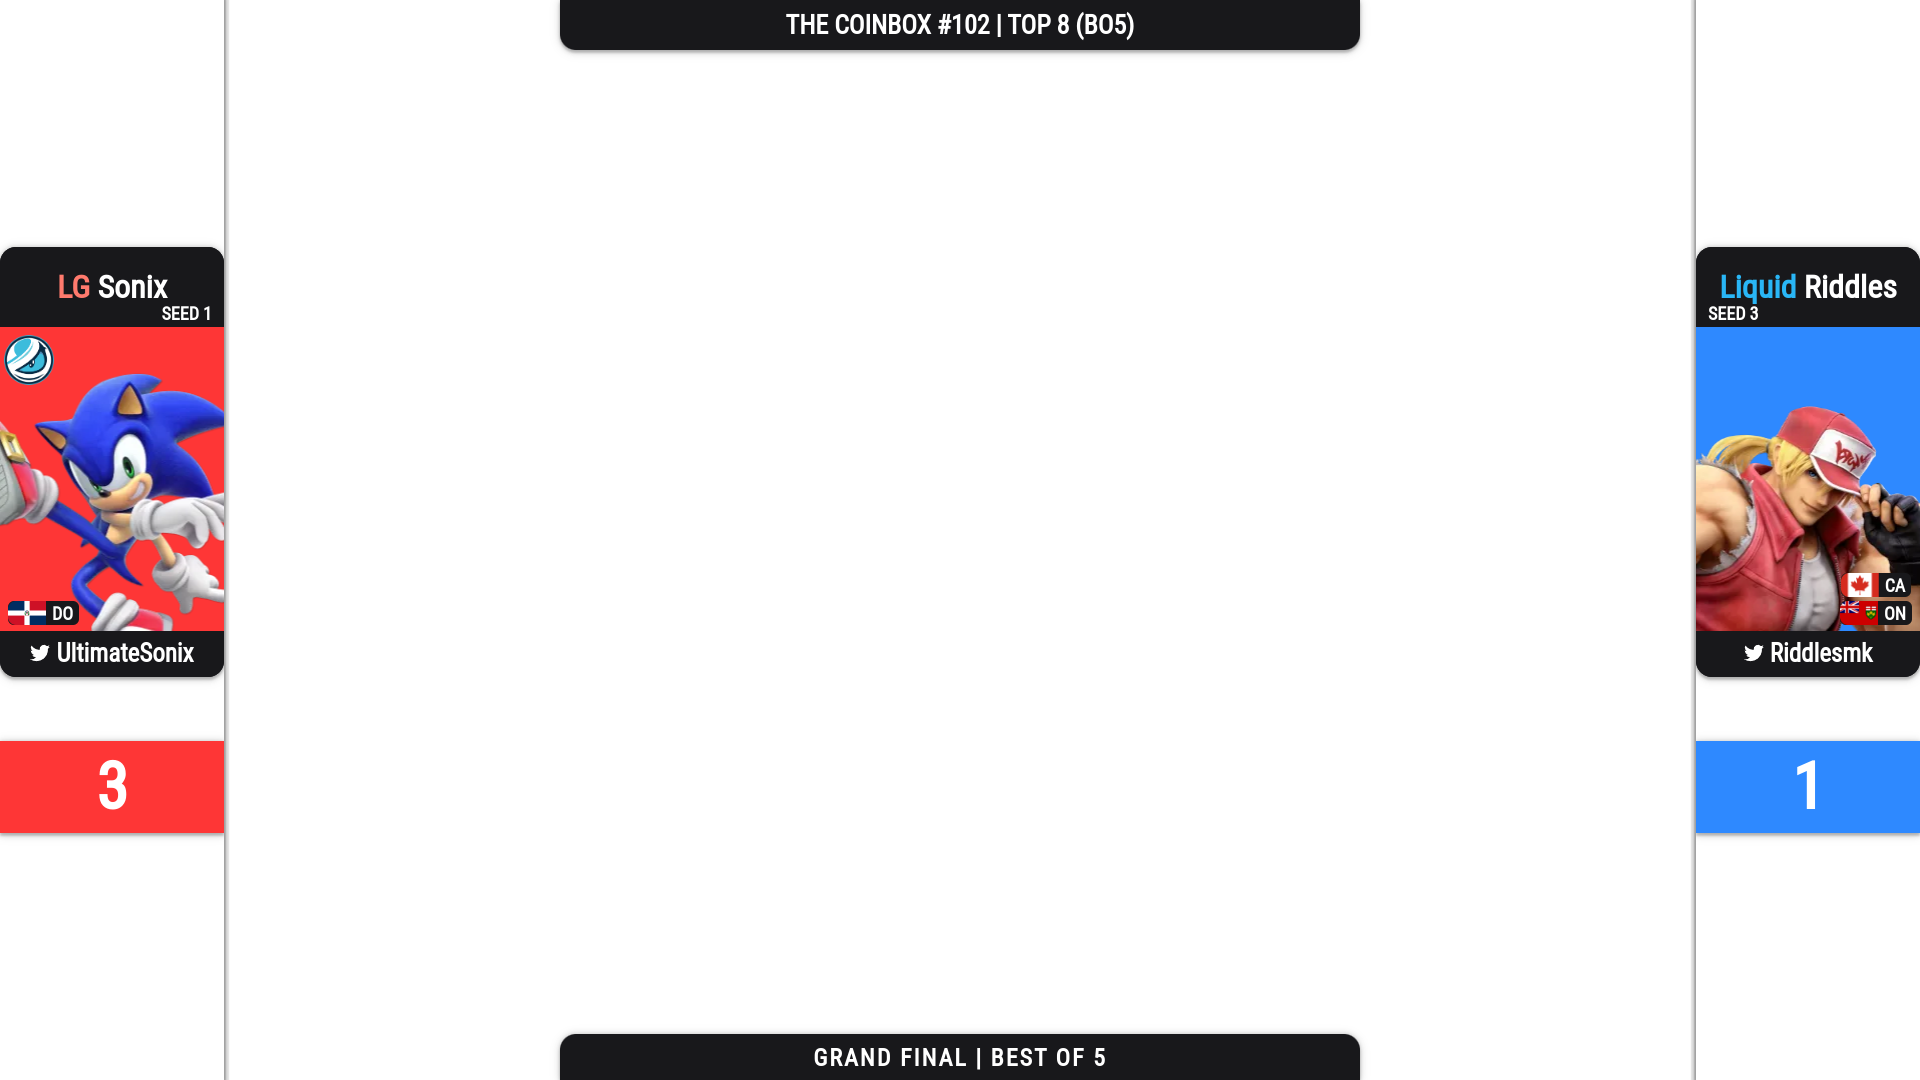 THE COINBOX #102 | TOP 8 (BO5)
LG Sonix
SEED 1
DO
UltimateSonix
3
Liquid Riddles
SEED 3
CA
ON
Riddlesmk
1
GRAND FINAL | BEST OF 5